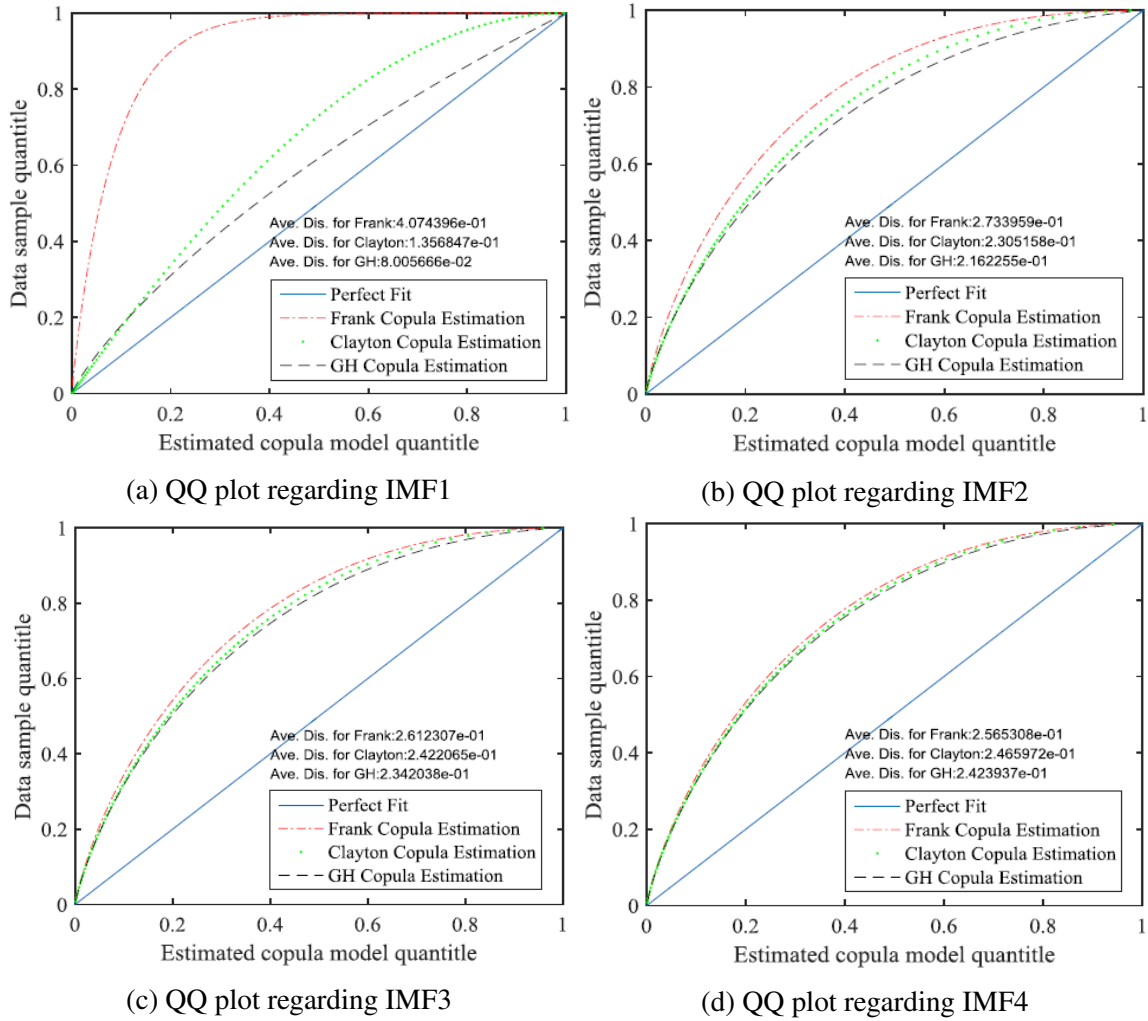 1
0.8
0.6
0.4
0.2
0
Data sample quantitle
Ave. Dis. for Frank:4.074396e-01
Ave. Dis. for Clayton:1.356847e-01
Ave. Dis. for GH:8.005666e-02
Perfect Fit
Frank Copula Estimation
Clayton Copula Estimation
GH Copula Estimation
0 0.2 0.4 0.6 0.8 1
Estimated copula model quantitle
(a) QQ plot regarding IMF1
1
0.8
0.6
0.4
0.2
0
Data sample quantitle
Ave. Dis. for Frank:2.733959e-01
Ave. Dis. for Clayton:2.305158e-01
Ave. Dis. for GH:2.162255e-01
Perfect Fit
Frank Copula Estimation
Clayton Copula Estimation
GH Copula Estimation
0 0.2 0.4 0.6 0.8 1
Estimated copula model quantitle
(b) QQ plot regarding IMF2
1
0.8
0.6
0.4
0.2
0
Data sample quantitle
Ave. Dis. for Frank:2.612307e-01
Ave. Dis. for Clayton:2.422065e-01
Ave. Dis. for GH:2.342038e-01
Perfect Fit
Frank Copula Estimation
Clayton Copula Estimation
GH Copula Estimation
0 0.2 0.4 0.6 0.8 1
Estimated copula model quantitle
(c) QQ plot regarding IMF3
1
0.8
0.6
0.4
0.2
0
Data sample quantitle
Ave. Dis. for Frank:2.565308e-01
Ave. Dis. for Clayton:2.465972e-01
Ave. Dis. for GH:2.423937e-01
Perfect Fit
Frank Copula Estimation
Clayton Copula Estimation
GH Copula Estimation
0 0.2 0.4 0.6 0.8 1
Estimated copula model quantitle
(d) QQ plot regarding IMF4